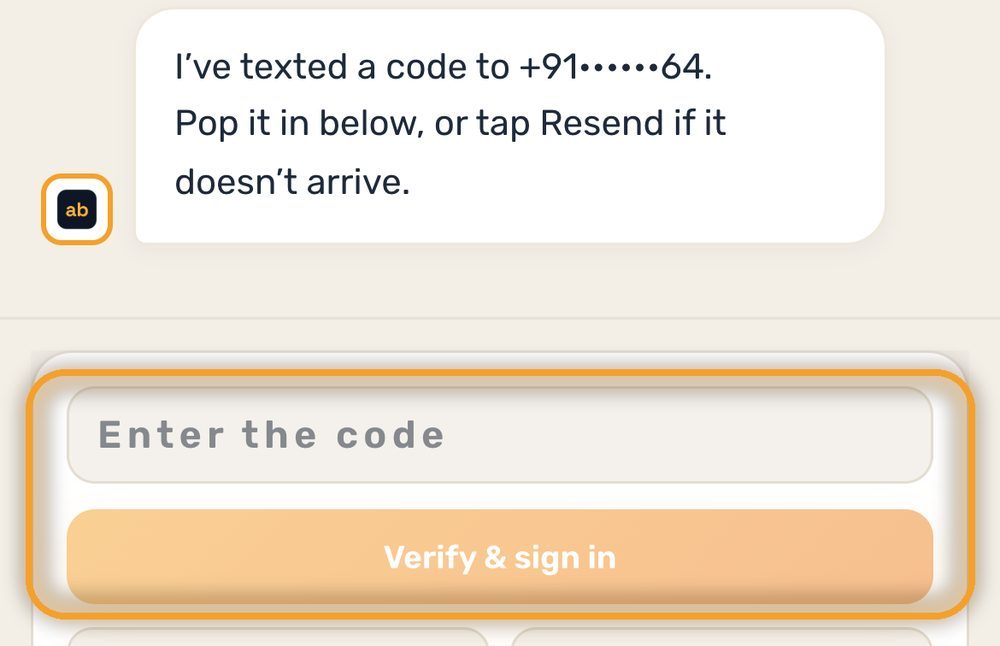 I’ve texted a code to +91••••••64.
Pop it in below, or tap Resend if it
doesn’t arrive.
ab
Enter the code
Verify & sign in